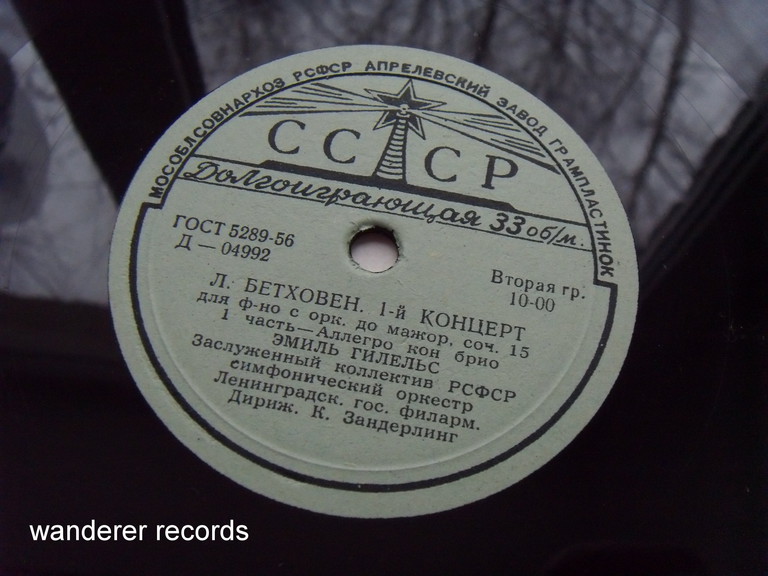 МОСОБЛСОВНАРХОЗ РСФСР АПРЕЛЕВСКИЙ ЗАВОД ГРАМПЛАСТИНОК
СССР
Долгоиграющая 33 об/м.
ГОСТ 5289-56
Д — 04992
Вторая гр.
10-00
Л. БЕТХОВЕН. 1-й КОНЦЕРТ
для ф-но с орк. до мажор, соч. 15
1 часть—Аллегро кон брио
ЭМИЛЬ ГИЛЕЛЬС
Заслуженный коллектив РСФСР
симфонический оркестр
Ленинградск. гос. филарм.
Дириж. К. Зандерлинг
wanderer records